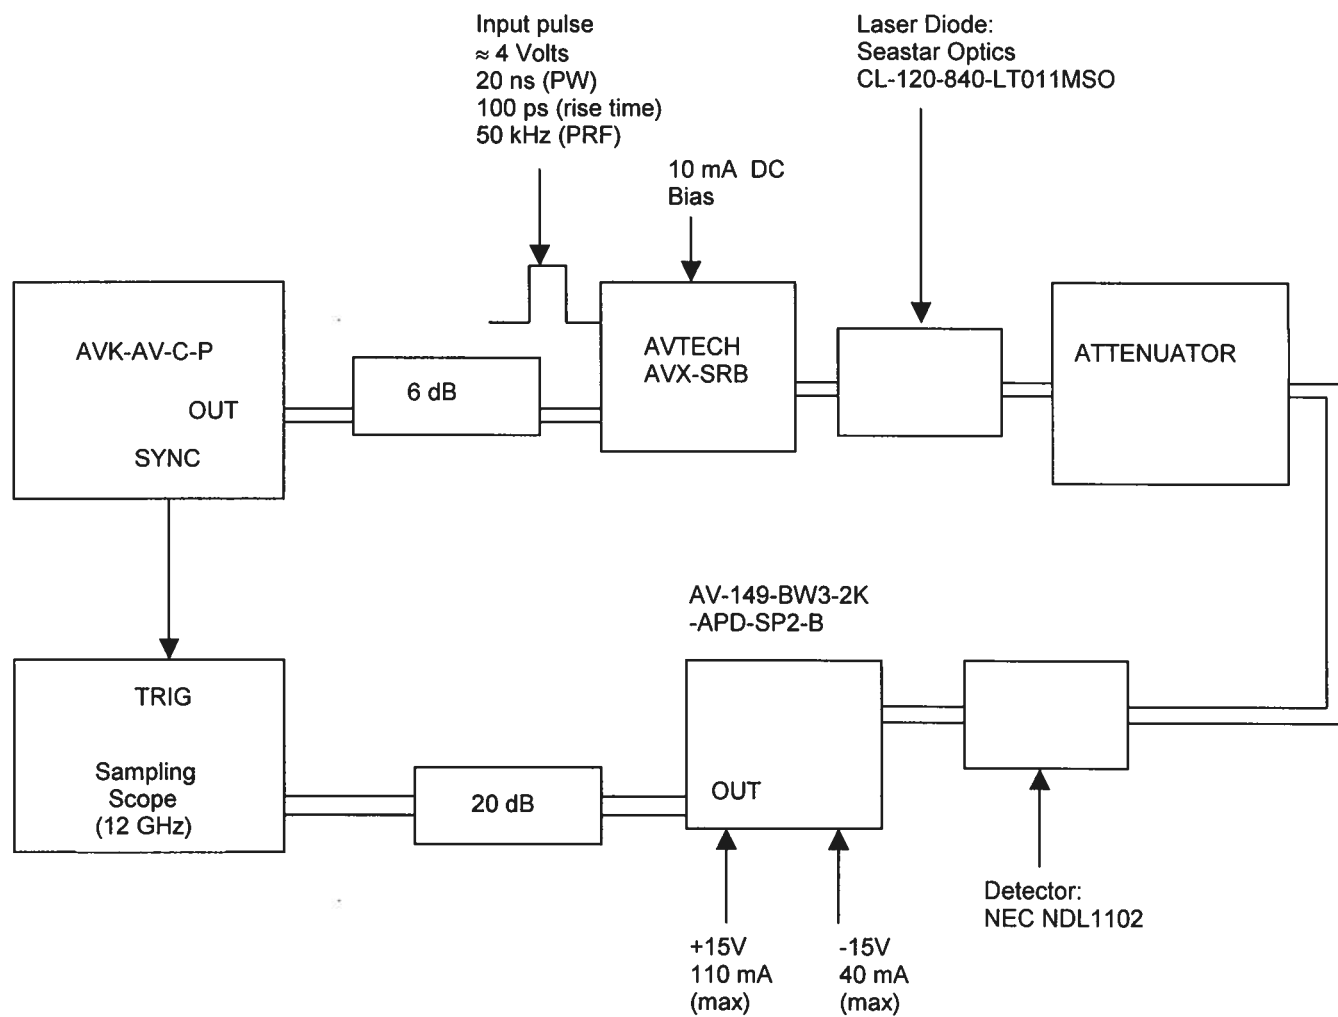 Input pulse
≈ 4 Volts
20 ns (PW)
100 ps (rise time)
50 kHz (PRF)
Laser Diode:
Seastar Optics
CL-120-840-LT011MSO
10 mA DC
Bias
AVK-AV-C-P
OUT
SYNC
6 dB
AVTECH
AVX-SRB
ATTENUATOR
AV-149-BW3-2K
-APD-SP2-B
TRIG
Sampling
Scope
(12 GHz)
20 dB
OUT
Detector:
NEC NDL1102
+15V
110 mA
(max)
-15V
40 mA
(max)